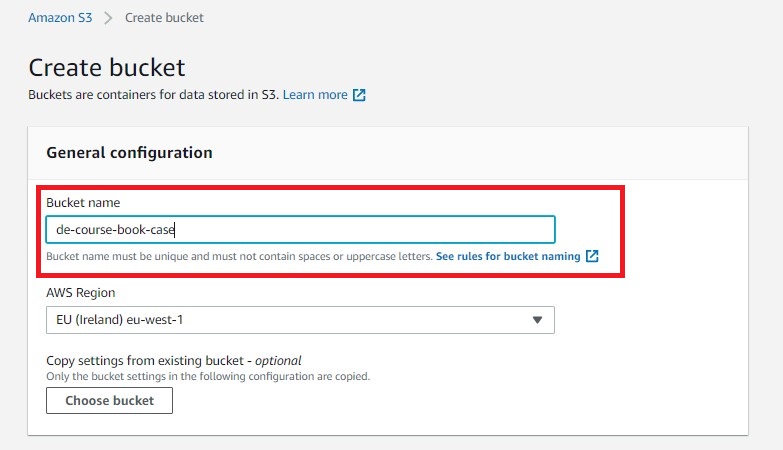 Amazon S3 > Create bucket
Create bucket
Buckets are containers for data stored in S3. Learn more
General configuration
Bucket name
de-course-book-case
Bucket name must be unique and must not contain spaces or uppercase letters. See rules for bucket naming
AWS Region
EU (Ireland) eu-west-1
Copy settings from existing bucket - optional
Only the bucket settings in the following configuration are copied.
Choose bucket